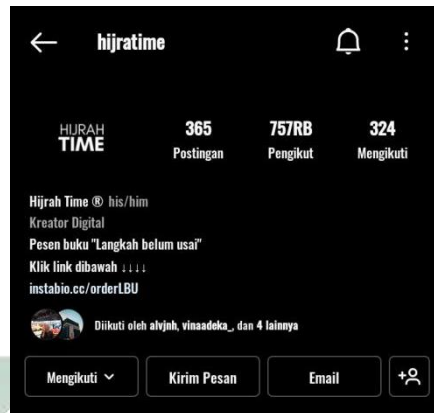 hijratime
HIJRAH
TIME
365 757RB 324
Postingan Pengikut Mengikuti
Hijrah Time ® his/him
Kreator Digital
Pesen buku "Langkah belum usai"
Klik link dibawah ↓↓↓↓
instabio.cc/orderLBU
Diikuti oleh alvjnh, vinaadeka_, dan 4 lainnya
Mengikuti Kirim Pesan Email